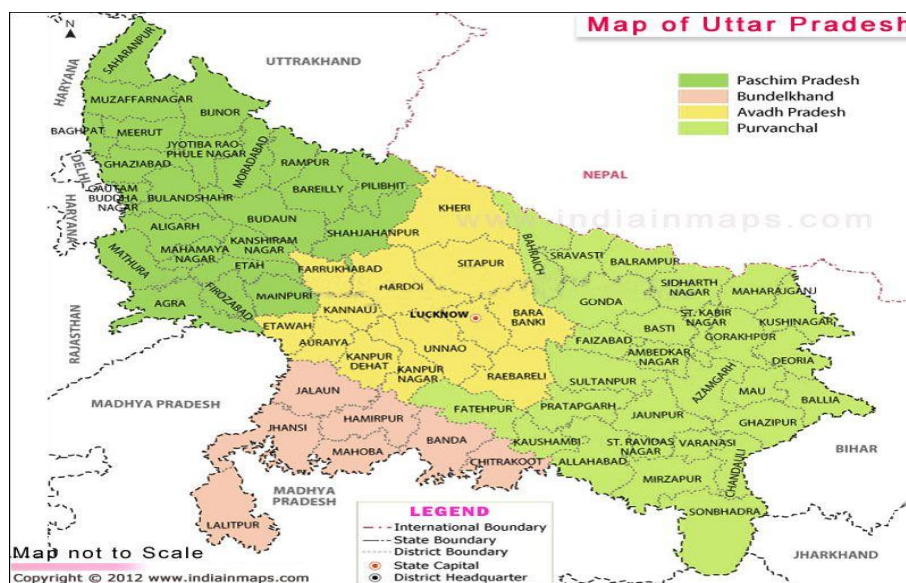 Map of Uttar Pradesh
N
Paschim Pradesh
Bundelkhand
Avadh Pradesh
Purvanchal
UTTRAKHAND
HARYANA
SAHARANPUR
MUZAFFARNAGAR
BIJNOR
BAGHPAT
MEERUT
JYOTIBA RAO
PHULE NAGAR
MORADABAD
RAMPUR
GHAZIABAD
DELHI
BAREILLY
PILIBHIT
NEPAL
GAUTAM
BUDDHA
NAGAR
BULANDSHAHR
HARYANA
KHERI
www.indiainmaps.com
BUDAUN
ALIGARH
SHAHJAHANPUR
KANSHIRAM
NAGAR
MAHAMAYA
NAGAR
BAHRAICH
SRAVASTI
BALRAMPUR
MATHURA
ETAH
FARRUKHABAD
SITAPUR
SIDHARTH
NAGAR
MAHARAJGANJ
HARDOI
AGRA
FIROZABAD
MAINPURI
GONDA
RAJASTHAN
KANNAUJ
LUCKNOW
BARA
BANKI
ST. KABIR
NAGAR
KUSHINAGAR
ETAWAH
BASTI
GORAKHPUR
AURAIYA
FAIZABAD
UNNAO
AMBEDKAR
NAGAR
DEORIA
KANPUR
DEHAT
KANPUR
NAGAR
RAEBARELI
SULTANPUR
AZAMGARH
MAU
JALAUN
BALLIA
MADHYA PRADESH
FATEHPUR
PRATAPGARH
JAUNPUR
GHAZIPUR
HAMIRPUR
JHANSI
BANDA
KAUSHAMBI
ST. RAVIDAS
NAGAR
VARANASI
BIHAR
MAHOBA
CHITRAKOOT
ALLAHABAD
CHANDAULI
MIRZAPUR
MADHYA
PRADESH
SONBHADRA
LALITPUR
LEGEND
International Boundary
State Boundary
District Boundary
State Capital
District Headquarter
JHARKHAND
Map not to Scale
Copyright © 2012 www.indiainmaps.com